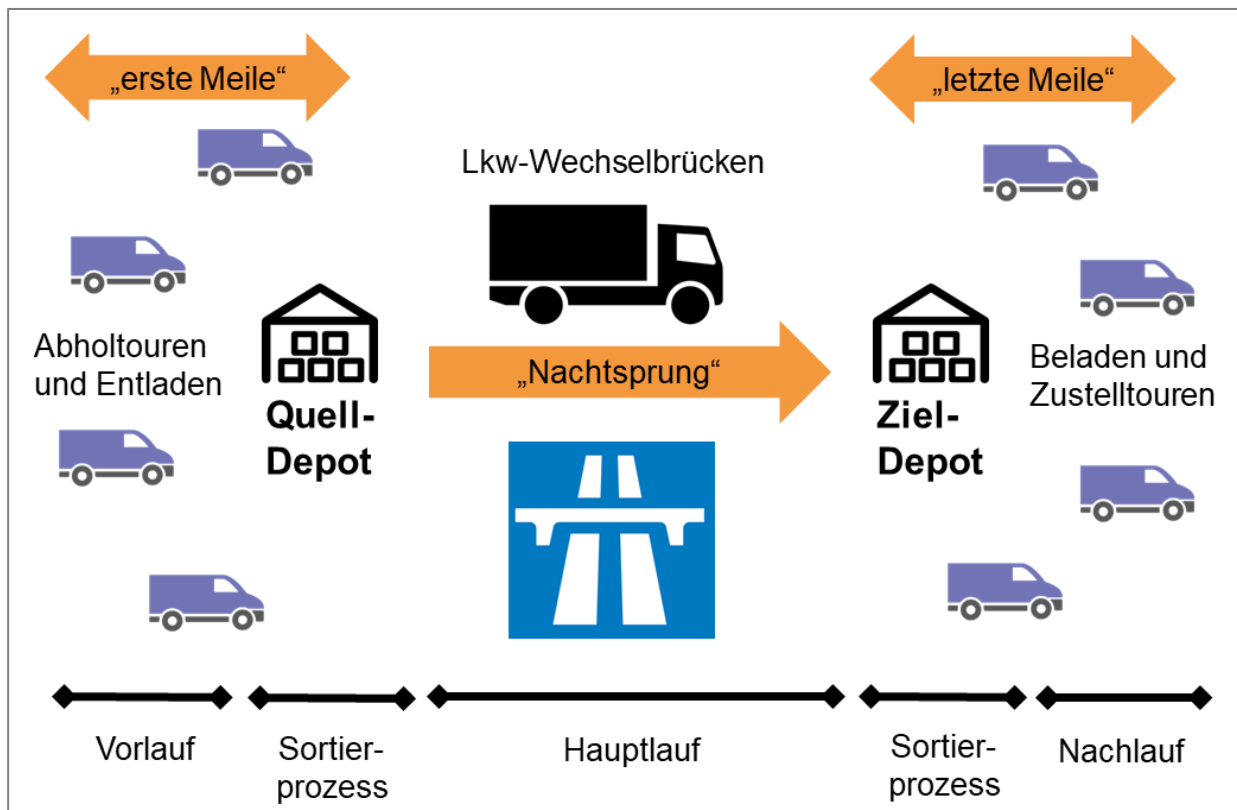 „erste Meile“
„letzte Meile“
Lkw-Wechselbrücken
Abholtouren
und Entladen
Quell-
Depot
„Nachtsprung“
Ziel-
Depot
Beladen und
Zustelltouren
Vorlauf
Sortier-
prozess
Hauptlauf
Sortier-
prozess
Nachlauf